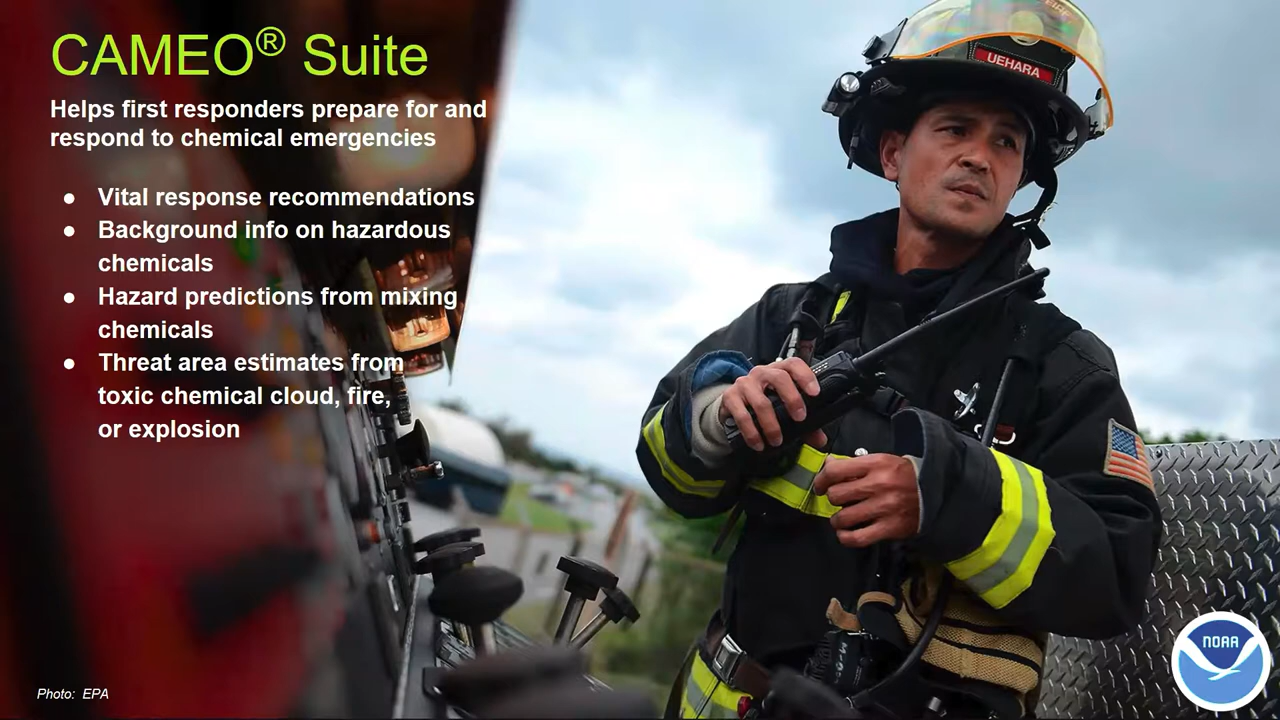 CAMEO® Suite
Helps first responders prepare for and
respond to chemical emergencies
● Vital response recommendations
● Background info on hazardous
chemicals
● Hazard predictions from mixing
chemicals
● Threat area estimates from
toxic chemical cloud, fire,
or explosion
UEHARA
NOAA
Photo: EPA